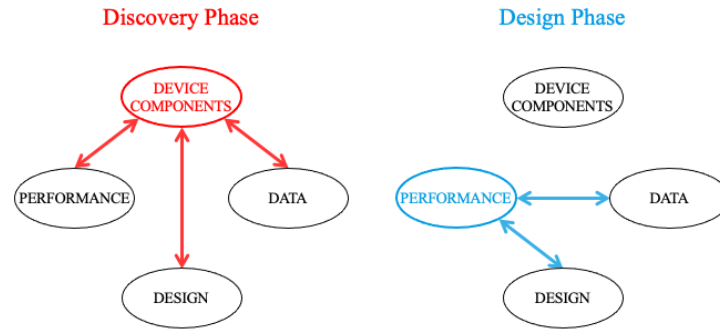 Discovery Phase
DEVICE
COMPONENTS
PERFORMANCE
DATA
DESIGN
Design Phase
DEVICE
COMPONENTS
PERFORMANCE
DATA
DESIGN